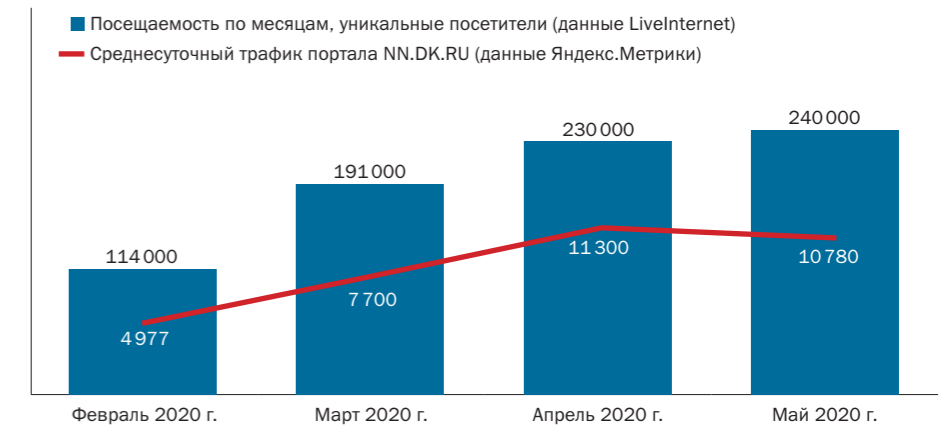 Посещаемость по месяцам, уникальные посетители (данные LiveInternet)
Среднесуточный трафик портала NN.DK.RU (данные Яндекс.Метрики)
240 000
230 000
191 000
114 000
11 300
10 780
7 700
4 977
Февраль 2020 г.
Март 2020 г.
Апрель 2020 г.
Май 2020 г.